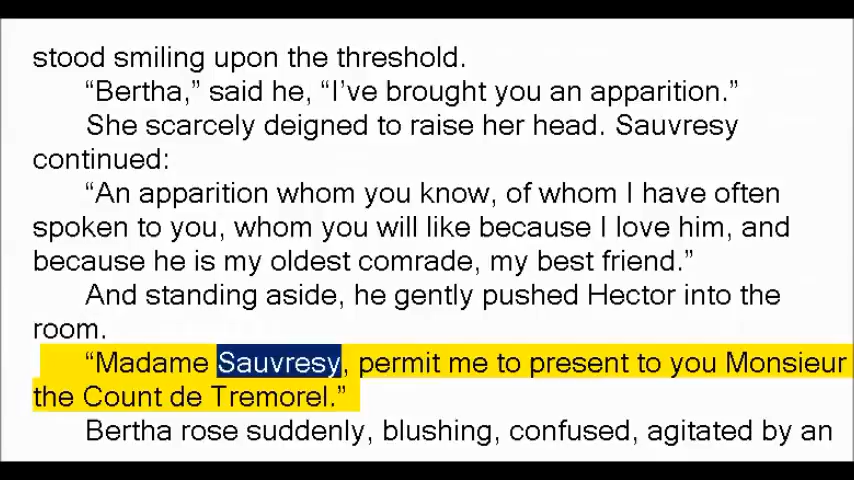 stood smiling upon the threshold.
“Bertha,” said he, “I’ve brought you an apparition.”
She scarcely deigned to raise her head. Sauvresy
continued:
“An apparition whom you know, of whom I have often
spoken to you, whom you will like because I love him, and
because he is my oldest comrade, my best friend.”
And standing aside, he gently pushed Hector into the
room.
“Madame Sauvresy, permit me to present to you Monsieur
the Count de Tremorel.”
Bertha rose suddenly, blushing, confused, agitated by an